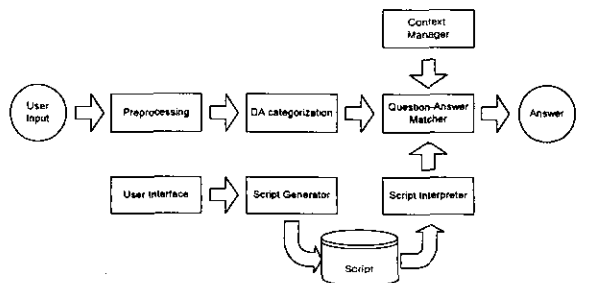 Context
Manager
User
Input
Preprocessing
DA categorization
Question-Answer
Matcher
Answer
User Interface
Script Generator
Script Interpreter
Script